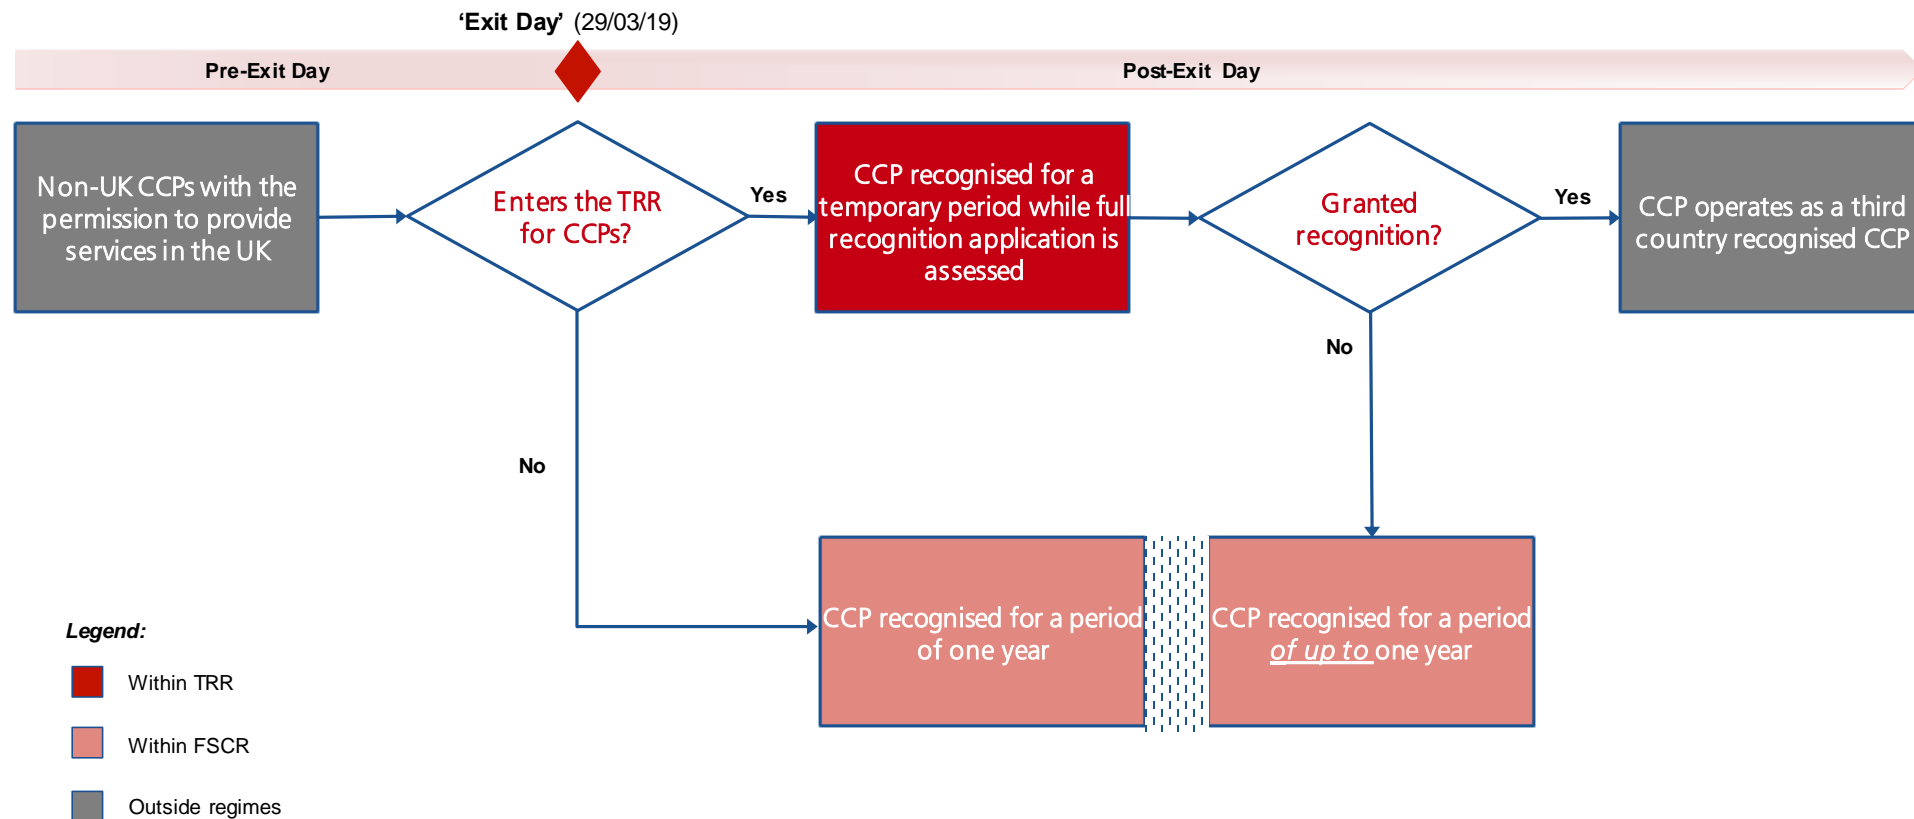 ‘Exit Day’ (29/03/19)
Pre-Exit Day
Post-Exit Day
Non-UK CCPs with the
permission to provide
services in the UK
Enters the TRR
for CCPs?
Yes
CCP recognised for a
temporary period while full
recognition application is
assessed
Granted
recognition?
Yes
CCP operates as a third
country recognised CCP
No
No
CCP recognised for a period
of one year
CCP recognised for a period
of up to one year
Legend:
Within TRR
Within FSCR
Outside regimes